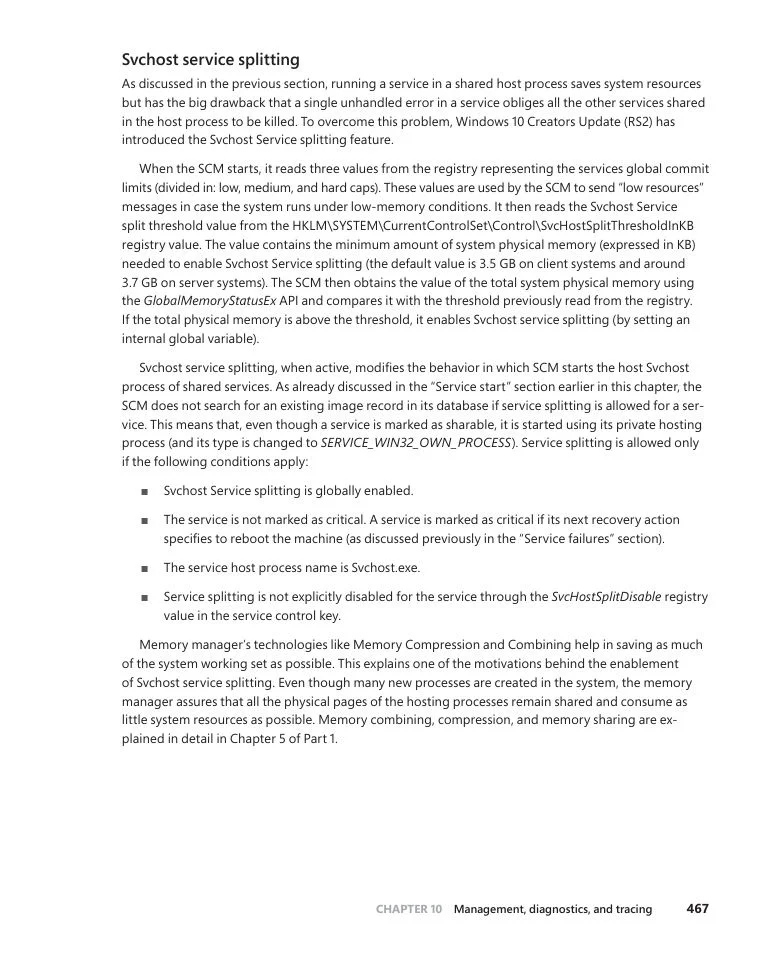 Svchost service splitting
As discussed in the previous section, running a service in a shared host process saves system resources
but has the big drawback that a single unhandled error in a service obliges all the other services shared
in the host process to be killed. To overcome this problem, Windows 10 Creators Update (RS2) has
introduced the Svchost Service splitting feature.
When the SCM starts, it reads three values from the registry representing the services global commit
limits (divided in: low, medium, and hard caps). These values are used by the SCM to send “low resources”
messages in case the system runs under low-memory conditions. It then reads the Svchost Service
split threshold value from the HKLM\SYSTEM\CurrentControlSet\Control\SvcHostSplitThresholdInKB
registry value. The value contains the minimum amount of system physical memory (expressed in KB)
needed to enable Svchost Service splitting (the default value is 3.5 GB on client systems and around
3.7 GB on server systems). The SCM then obtains the value of the total system physical memory using
the GlobalMemoryStatusEx API and compares it with the threshold previously read from the registry.
If the total physical memory is above the threshold, it enables Svchost service splitting (by setting an
internal global variable).
Svchost service splitting, when active, modifies the behavior in which SCM starts the host Svchost
process of shared services. As already discussed in the “Service start” section earlier in this chapter, the
SCM does not search for an existing image record in its database if service splitting is allowed for a ser-
vice. This means that, even though a service is marked as sharable, it is started using its private hosting
process (and its type is changed to SERVICE_WIN32_OWN_PROCESS). Service splitting is allowed only
if the following conditions apply:
■ Svchost Service splitting is globally enabled.
■ The service is not marked as critical. A service is marked as critical if its next recovery action
specifies to reboot the machine (as discussed previously in the “Service failures” section).
■ The service host process name is Svchost.exe.
■ Service splitting is not explicitly disabled for the service through the SvcHostSplitDisable registry
value in the service control key.
Memory manager’s technologies like Memory Compression and Combining help in saving as much
of the system working set as possible. This explains one of the motivations behind the enablement
of Svchost service splitting. Even though many new processes are created in the system, the memory
manager assures that all the physical pages of the hosting processes remain shared and consume as
little system resources as possible. Memory combining, compression, and memory sharing are ex-
plained in detail in Chapter 5 of Part 1.
CHAPTER 10 Management, diagnostics, and tracing 467